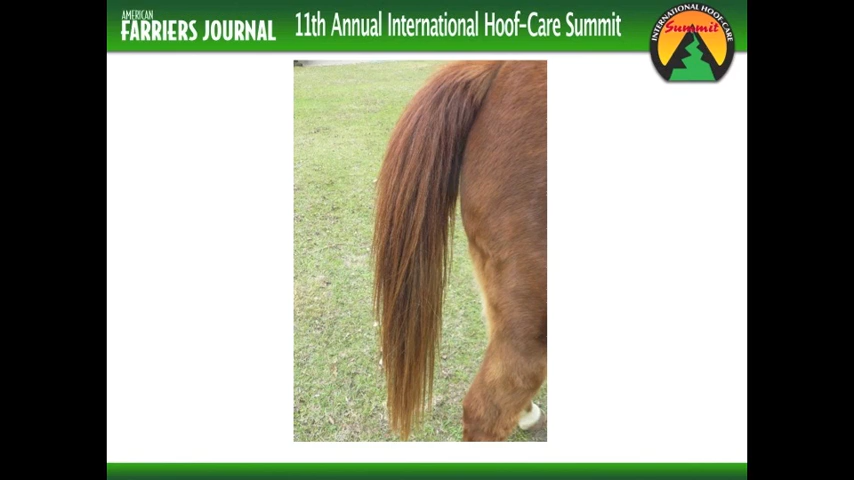 AMERICAN
FARRIERS JOURNAL
11th Annual International Hoof-Care Summit
INTERNATIONAL HOOF-CARE
Summit